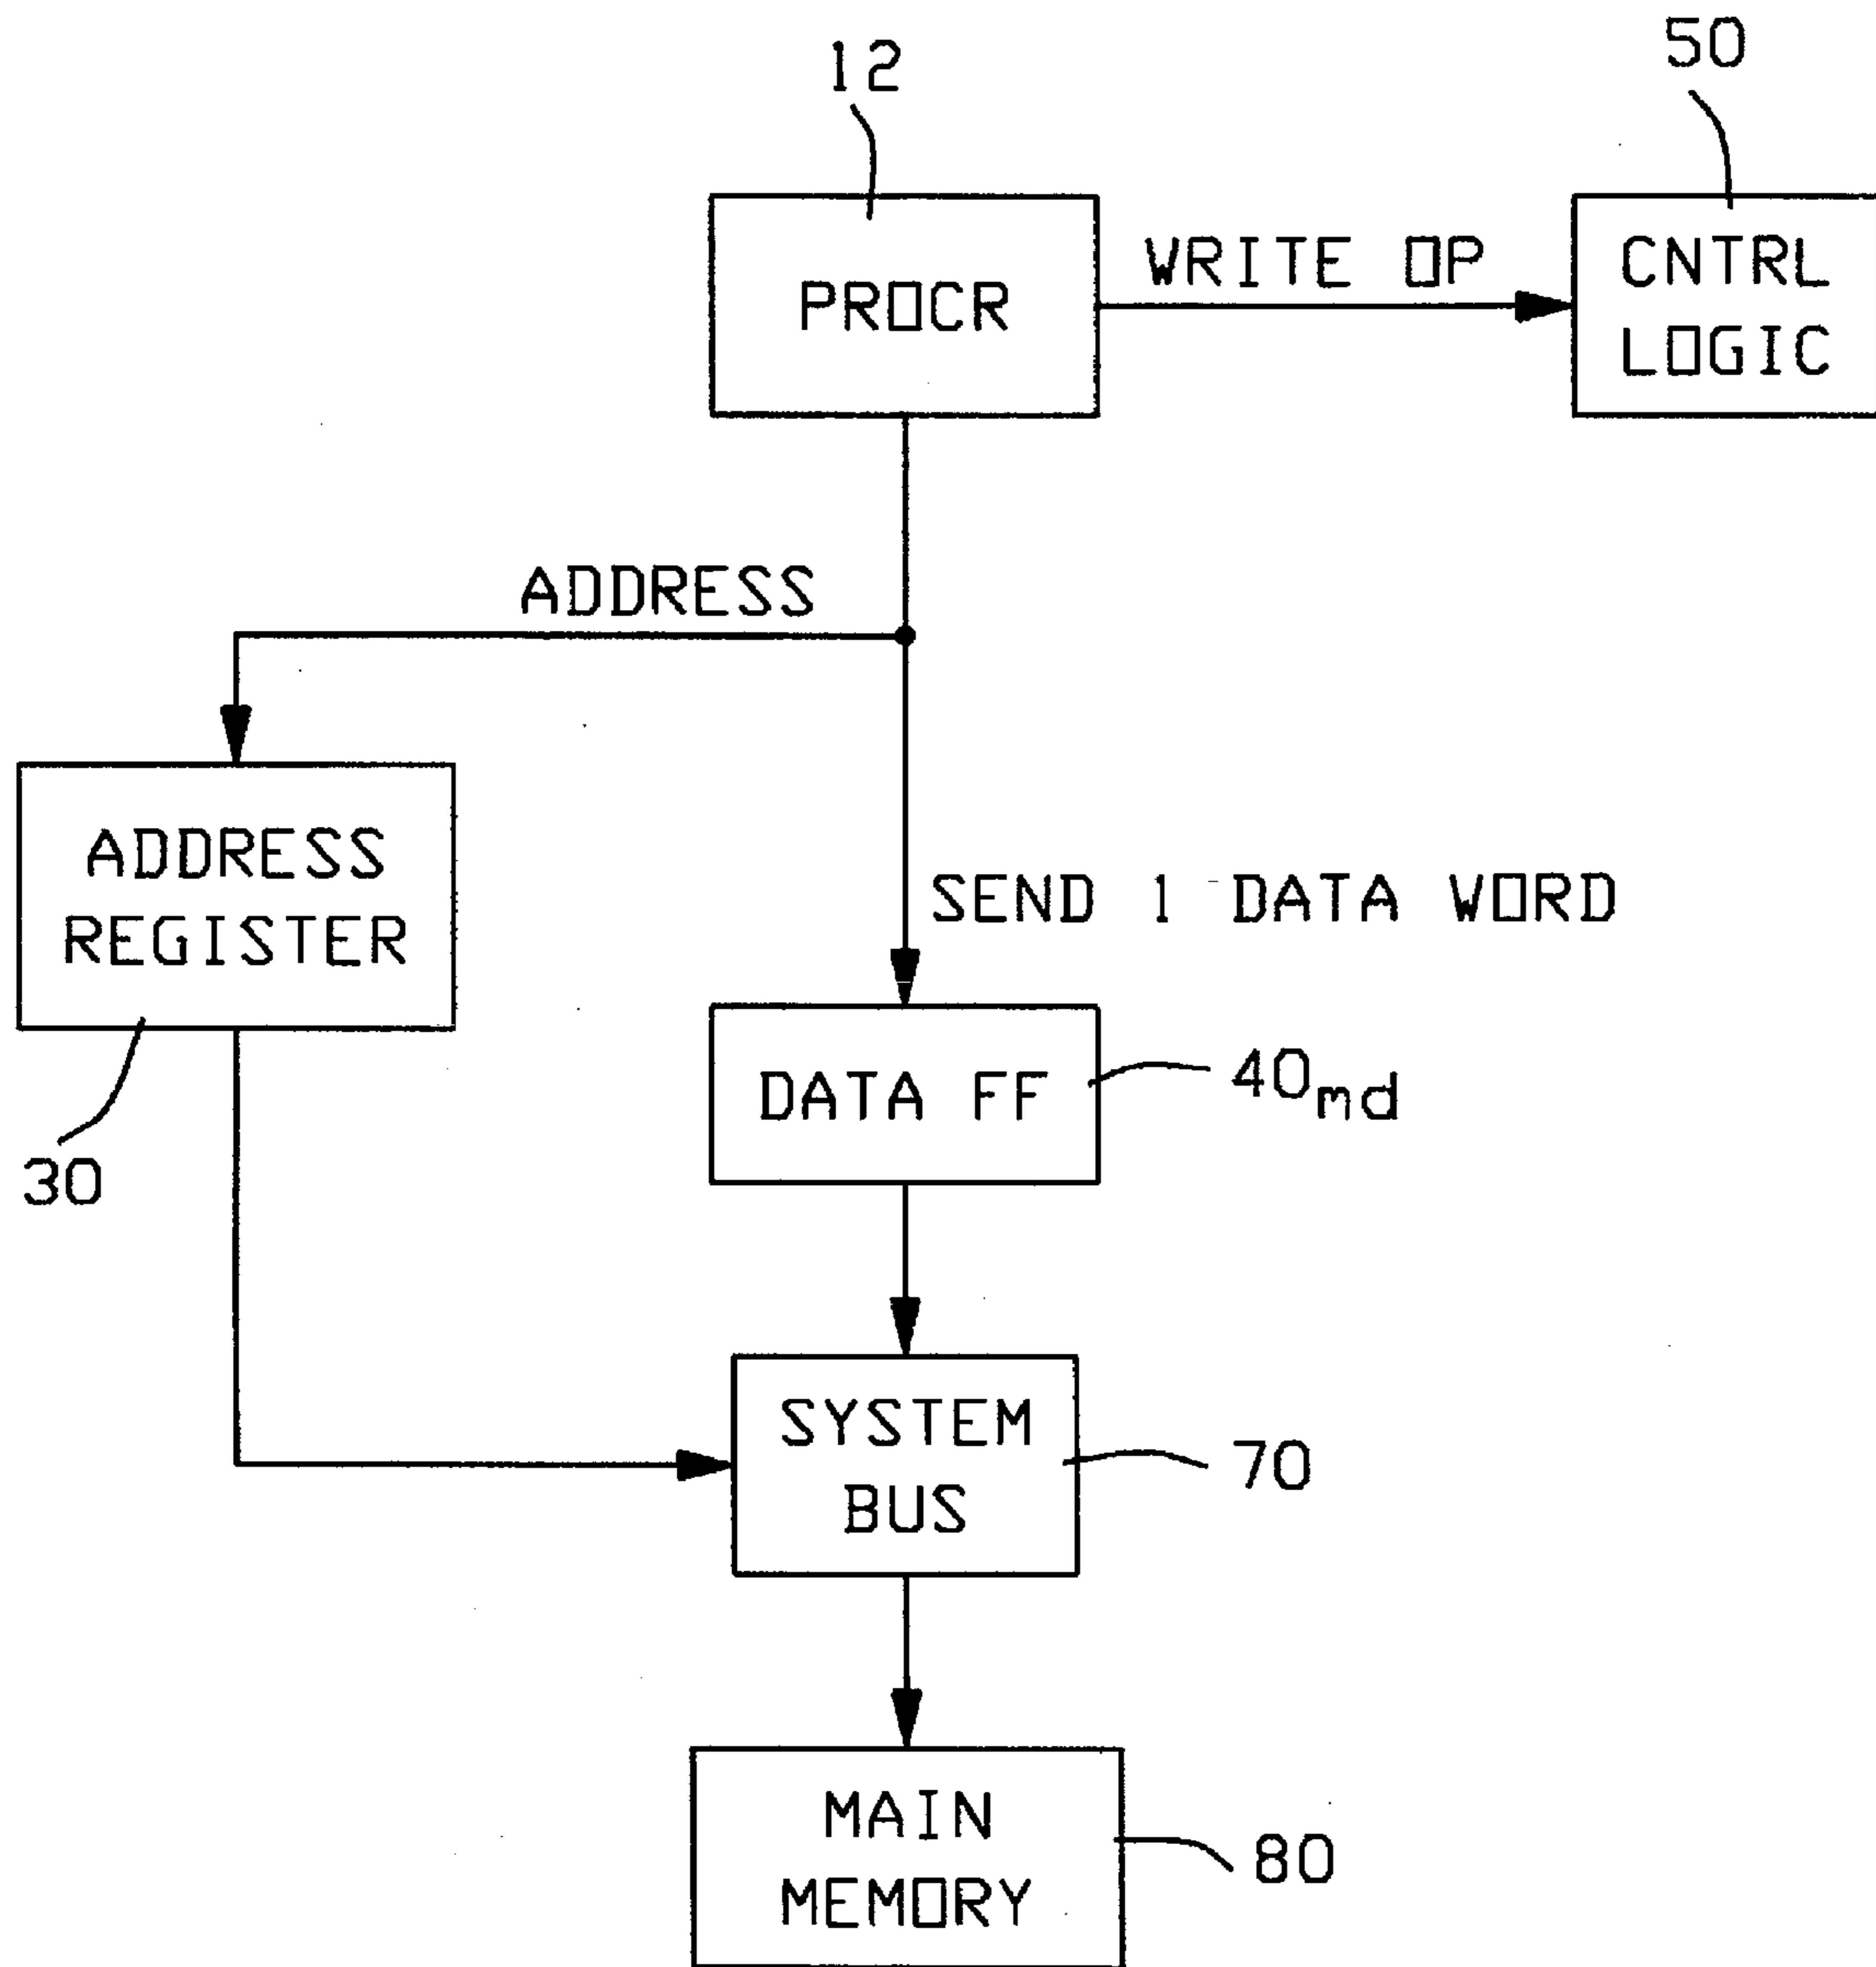 12
50
PROCR
WRITE OP
CNTRL
LOGIC
ADDRESS
ADDRESS
REGISTER
SEND 1 DATA WORD
DATA FF
40md
30
SYSTEM
BUS
70
MAIN
MEMORY
80